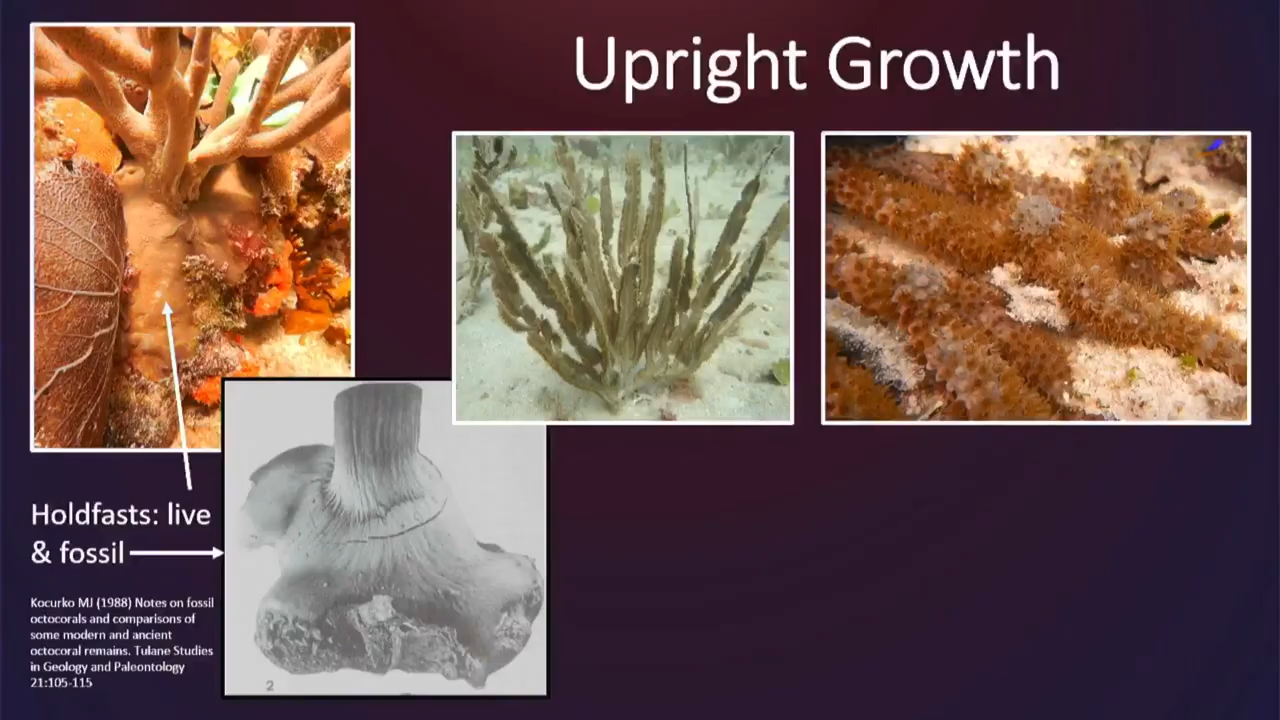 Upright Growth
Holdfasts: live
& fossil
Kocurko MJ (1988) Notes on fossil
octocorals and comparisons of
some modern and ancient
octocoral remains. Tulane Studies
in Geology and Paleontology
21:105-115
2